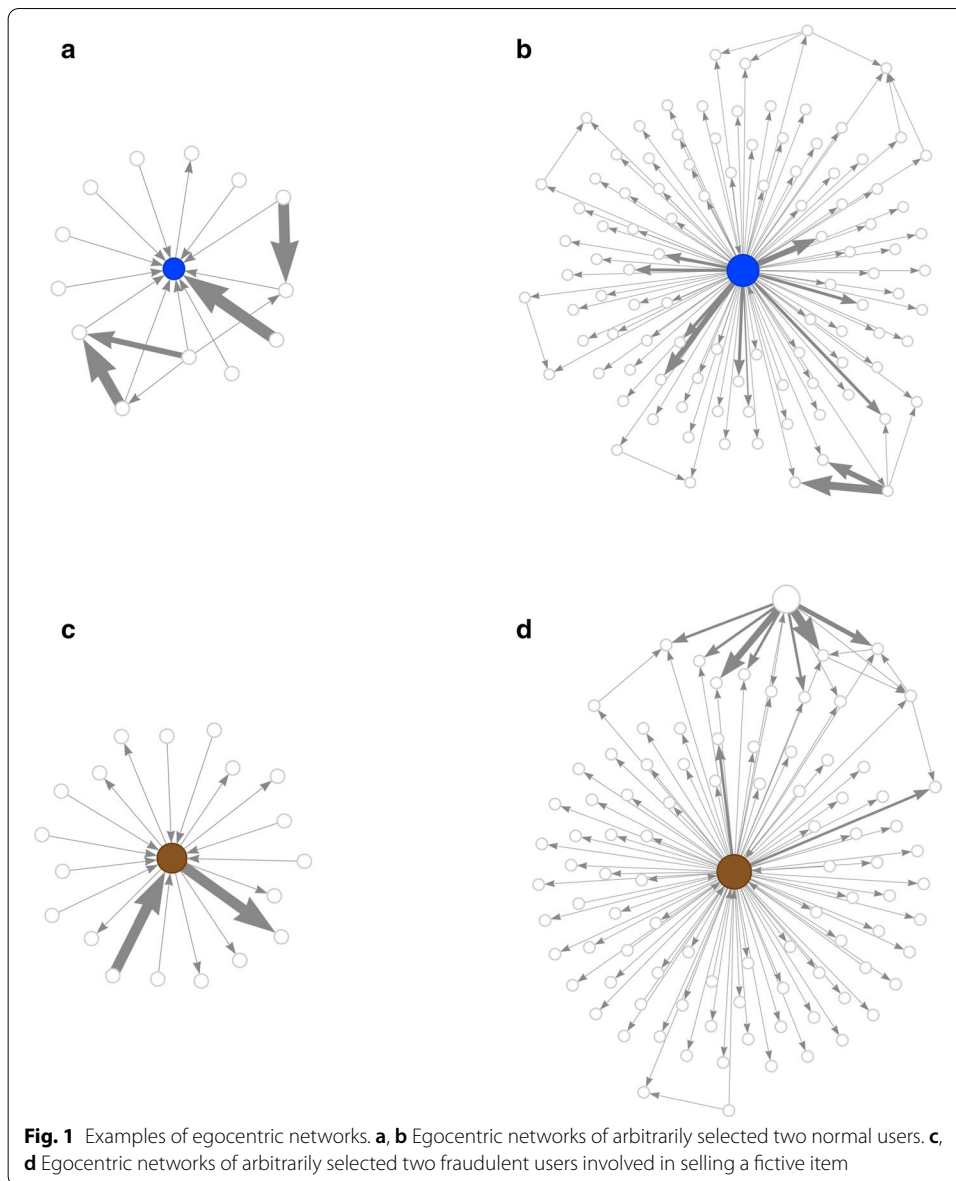 a
b
c
d
Fig. 1 Examples of egocentric networks. a, b Egocentric networks of arbitrarily selected two normal users. c,
d Egocentric networks of arbitrarily selected two fraudulent users involved in selling a fictive item